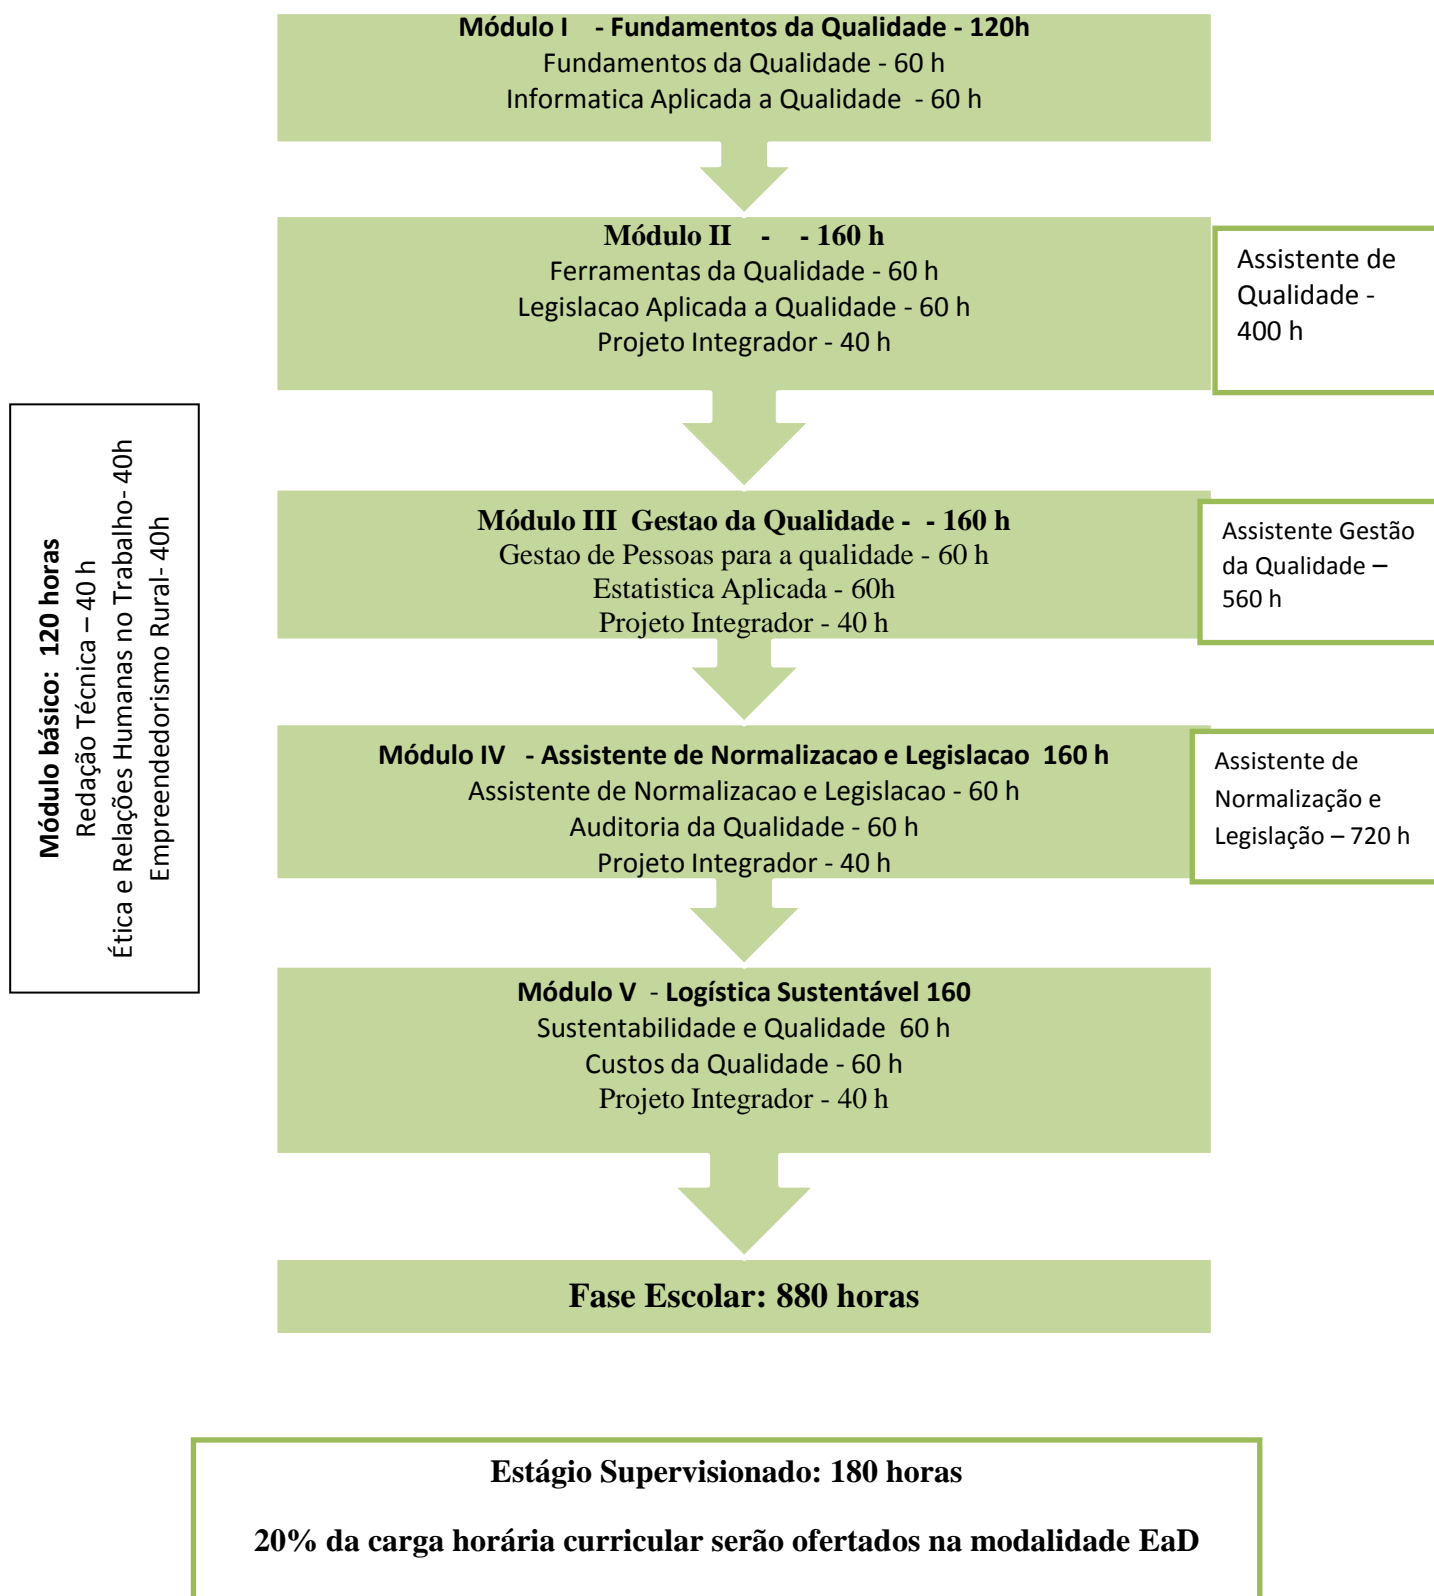 Módulo I - Fundamentos da Qualidade - 120h
Fundamentos da Qualidade - 60 h
Informatica Aplicada a Qualidade - 60 h
Módulo II - - 160 h
Ferramentas da Qualidade - 60 h
Legislacao Aplicada a Qualidade - 60 h
Projeto Integrador - 40 h
Assistente de
Qualidade -
400 h
Módulo básico: 120 horas
Redação Técnica – 40 h
Ética e Relações Humanas no Trabalho- 40h
Empreendedorismo Rural- 40h
Módulo III Gestao da Qualidade - - 160 h
Gestao de Pessoas para a qualidade - 60 h
Estatistica Aplicada - 60h
Projeto Integrador - 40 h
Assistente Gestão
da Qualidade –
560 h
Módulo IV - Assistente de Normalizacao e Legislacao 160 h
Assistente de Normalizacao e Legislacao - 60 h
Auditoria da Qualidade - 60 h
Projeto Integrador - 40 h
Assistente de
Normalização e
Legislação – 720 h
Módulo V - Logística Sustentável 160
Sustentabilidade e Qualidade 60 h
Custos da Qualidade - 60 h
Projeto Integrador - 40 h
Fase Escolar: 880 horas
Estágio Supervisionado: 180 horas
20% da carga horária curricular serão ofertados na modalidade EaD